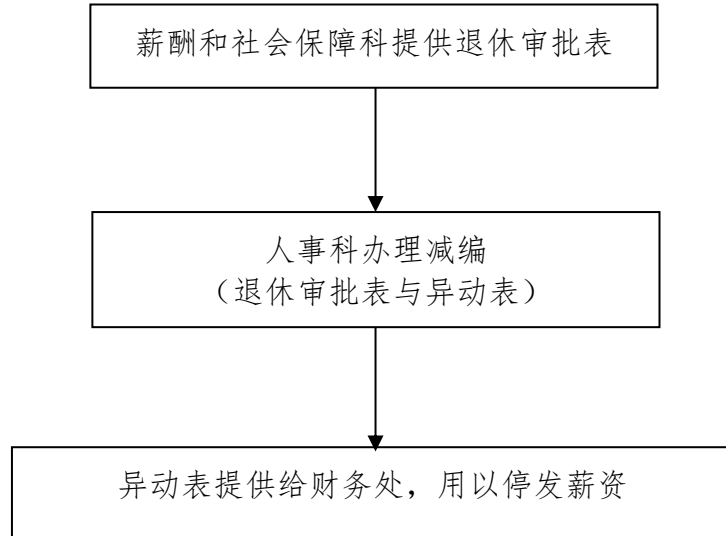 薪酬和社会保障科提供退休审批表
人事科办理减编
（退休审批表与异动表）
异动表提供给财务处，用以停发薪资